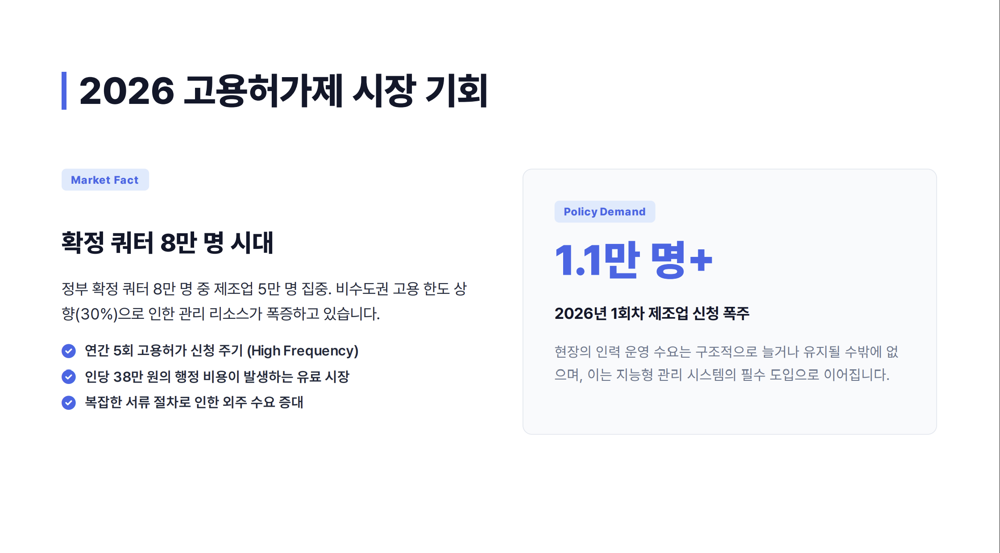 2026 고용허가제 시장 기회
Market Fact
확정 쿼터 8만 명 시대
정부 확정 쿼터 8만 명 중 제조업 5만 명 집중. 비수도권 고용 한도 상
향(30%)으로 인한 관리 리소스가 폭증하고 있습니다.
연간 5회 고용허가 신청 주기 (High Frequency)
인당 38만 원의 행정 비용이 발생하는 유료 시장
복잡한 서류 절차로 인한 외주 수요 증대
Policy Demand
1.1만 명+
2026년 1회차 제조업 신청 폭주
현장의 인력 운영 수요는 구조적으로 늘거나 유지될 수밖에 없
으며, 이는 지능형 관리 시스템의 필수 도입으로 이어집니다.